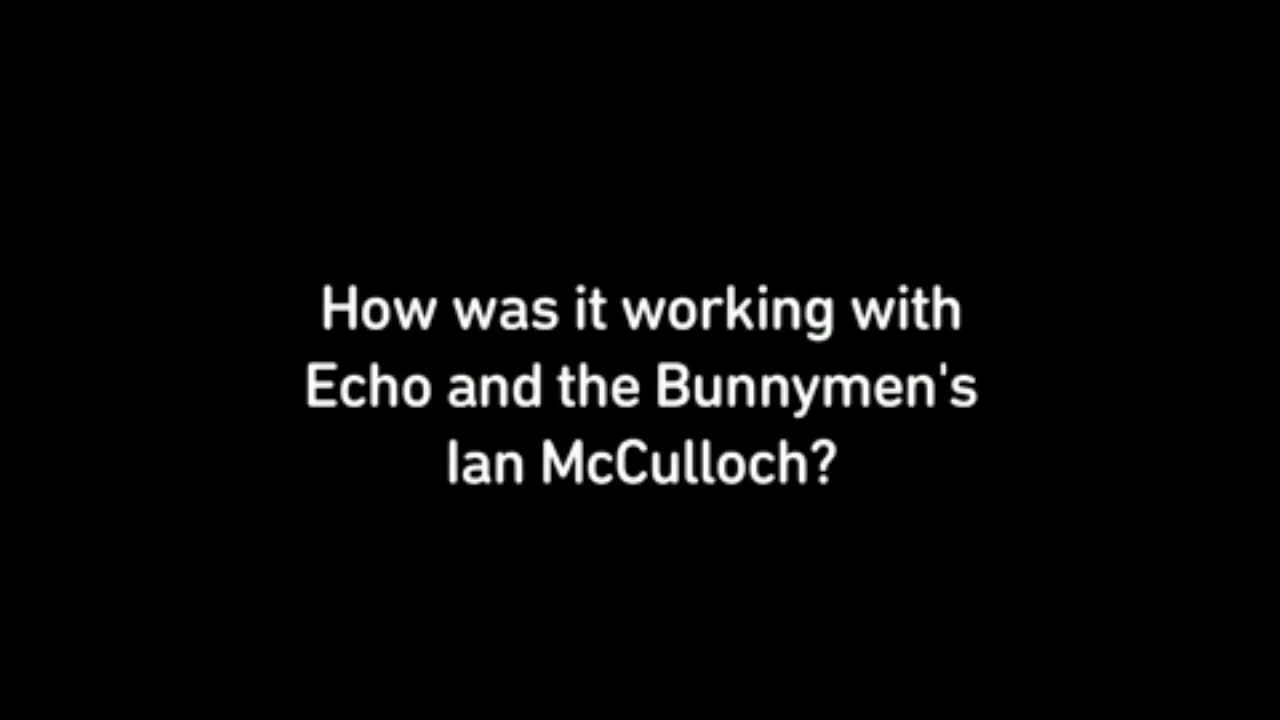 How was it working with
Echo and the Bunnymen's
Ian McCulloch?